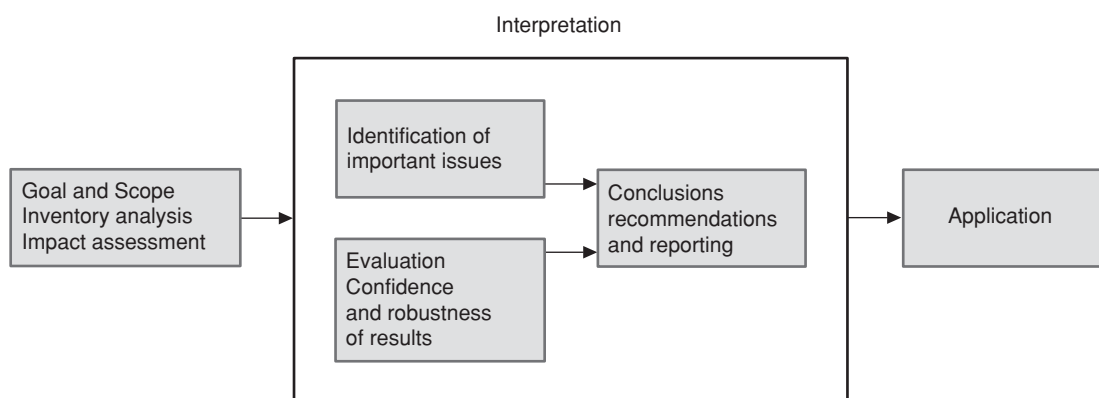 Interpretation
Goal and Scope
Inventory analysis
Impact assessment
Identification of
important issues
Evaluation
Confidence
and robustness
of results
Conclusions
recommendations
and reporting
Application